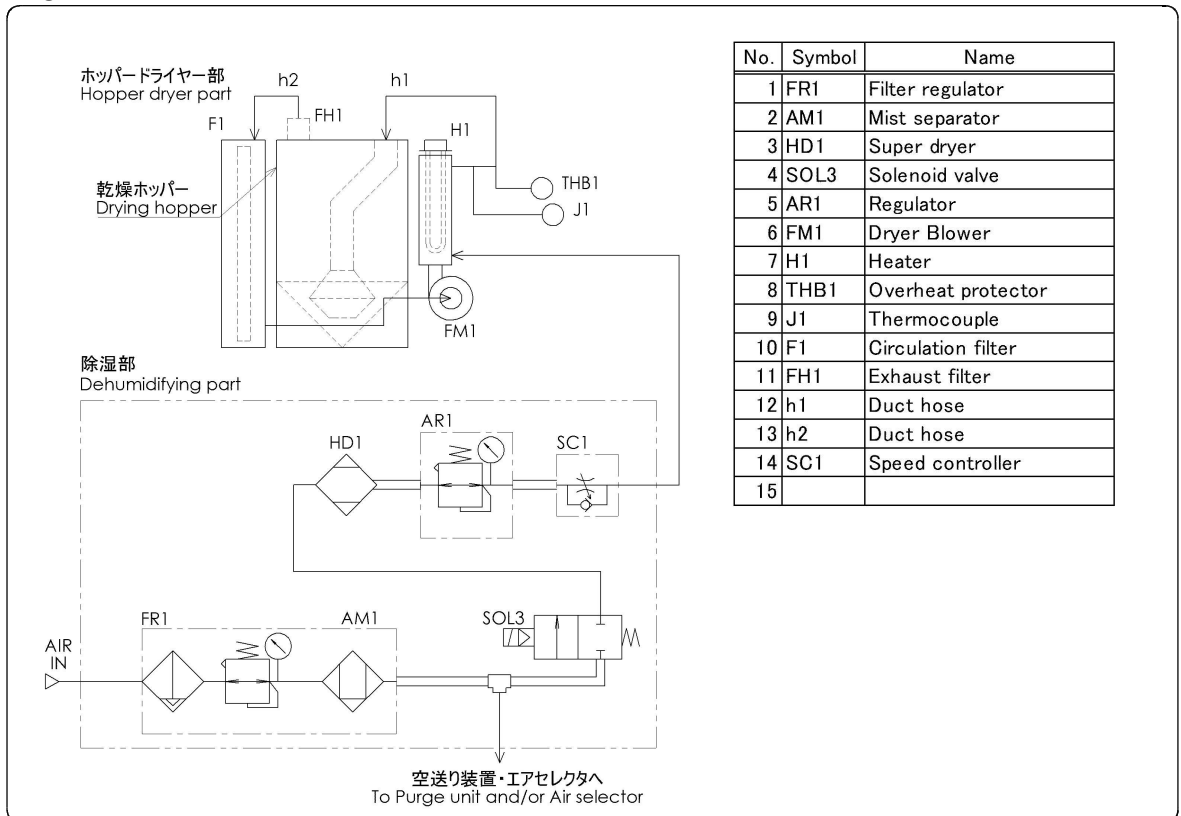 ホッパードライヤー部
Hopper dryer part
h2
h1
F1
FH1
H1
乾燥ホッパー
Drying hopper
THB1
J1
FM1
除湿部
Dehumidifying part
AR1
HD1
SC1
FR1
AM1
SOL3
AIR
IN
空送り装置・エアセレクタへ
To Purge unit and/or Air selector
No. Symbol Name
1 FR1 Filter regulator
2 AM1 Mist separator
3 HD1 Super dryer
4 SOL3 Solenoid valve
5 AR1 Regulator
6 FM1 Dryer Blower
7 H1 Heater
8 THB1 Overheat protector
9 J1 Thermocouple
10 F1 Circulation filter
11 FH1 Exhaust filter
12 h1 Duct hose
13 h2 Duct hose
14 SC1 Speed controller
15